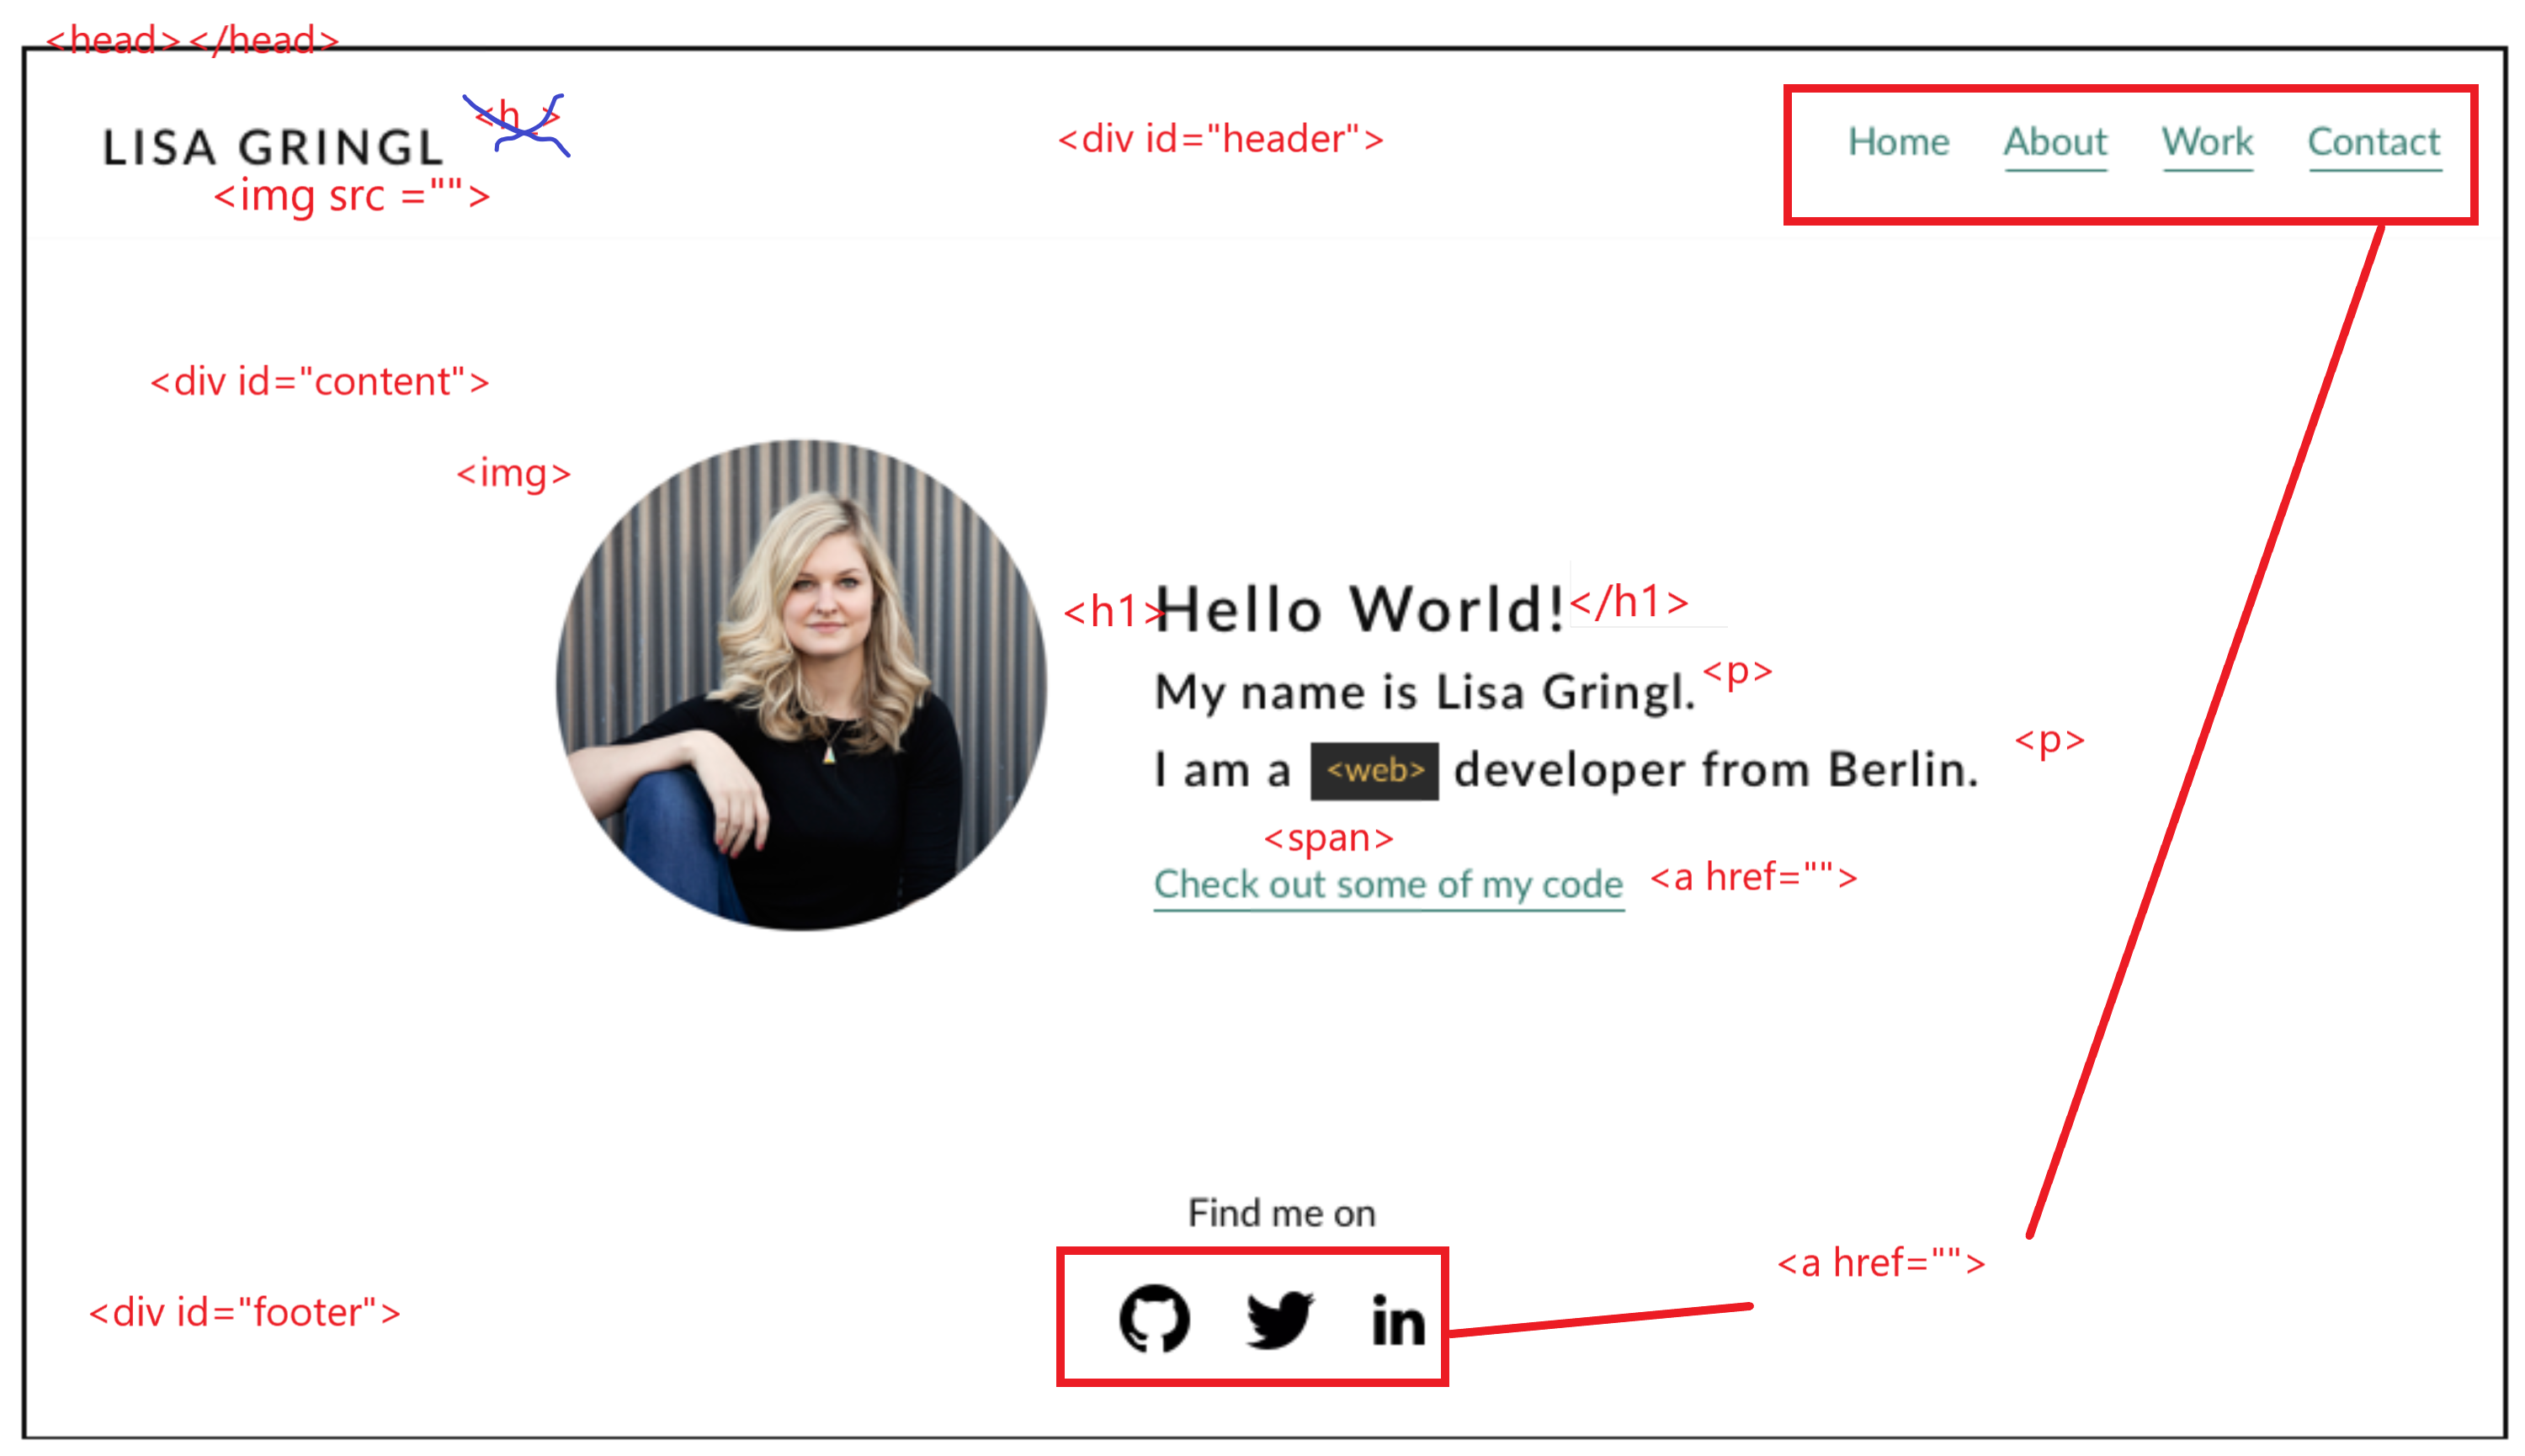 <head></head>
LISA GRINGL
<h_>
<img src ="">
<div id="header">
Home About Work Contact
<div id="content">
<img>
<h1>Hello World!</h1>
My name is Lisa Gringl. <p>
I am a <web> developer from Berlin. <p>
<span>
Check out some of my code <a href="">
Find me on
<a href="">
<div id="footer">
in